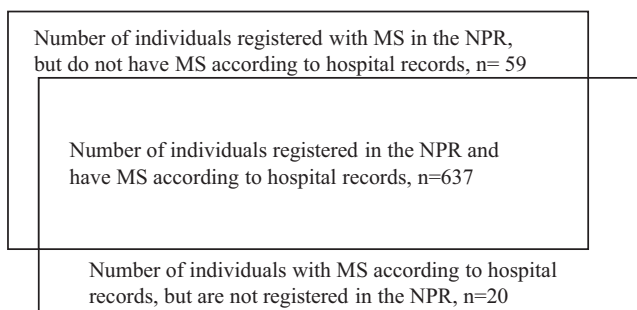 Number of individuals registered with MS in the NPR,
but do not have MS according to hospital records, n= 59
Number of individuals registered in the NPR and
have MS according to hospital records, n=637
Number of individuals with MS according to hospital
records, but are not registered in the NPR, n=20